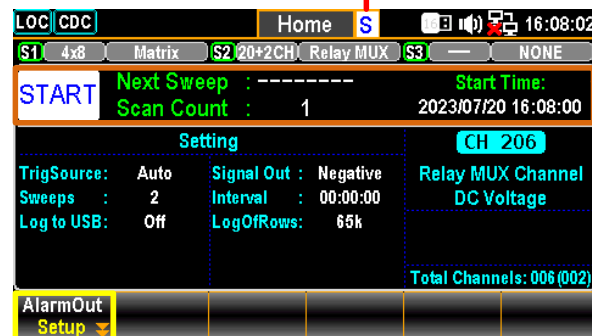 LOC CDC Home S 16:08:02
S1 4x8 Matrix S2 20+2CH Relay MUX S3 — NONE
START Next Sweep : -------- Start Time:
Scan Count : 1 2023/07/20 16:08:00
Setting CH 206
TrigSource: Auto Signal Out : Negative Relay MUX Channel
Sweeps : 2 Interval : 00:00:00 DC Voltage
Log to USB: Off LogOfRows: 65k
Total Channels: 006 (002)
AlarmOut
Setup